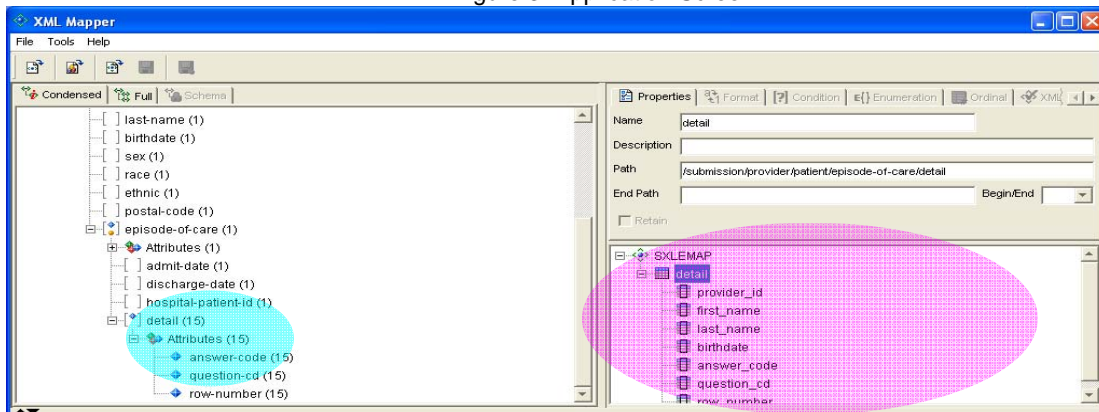 XML Mapper
File Tools Help
Condensed Full Schema
last-name (1)
birthdate (1)
sex (1)
race (1)
ethnic (1)
postal-code (1)
episode-of-care (1)
Attributes (1)
admit-date (1)
discharge-date (1)
hospital-patient-id (1)
detail (15)
Attributes (15)
answer-code (15)
question-cd (15)
row-number (15)
Properties Format [?] Condition E{} Enumeration Ordinal XML
Name detail
Description
Path /submission/provider/patient/episode-of-care/detail
End Path Begin/End
Retain
SXLEMAP
detail
provider_id
first_name
last_name
birthdate
answer_code
question_cd
row_number